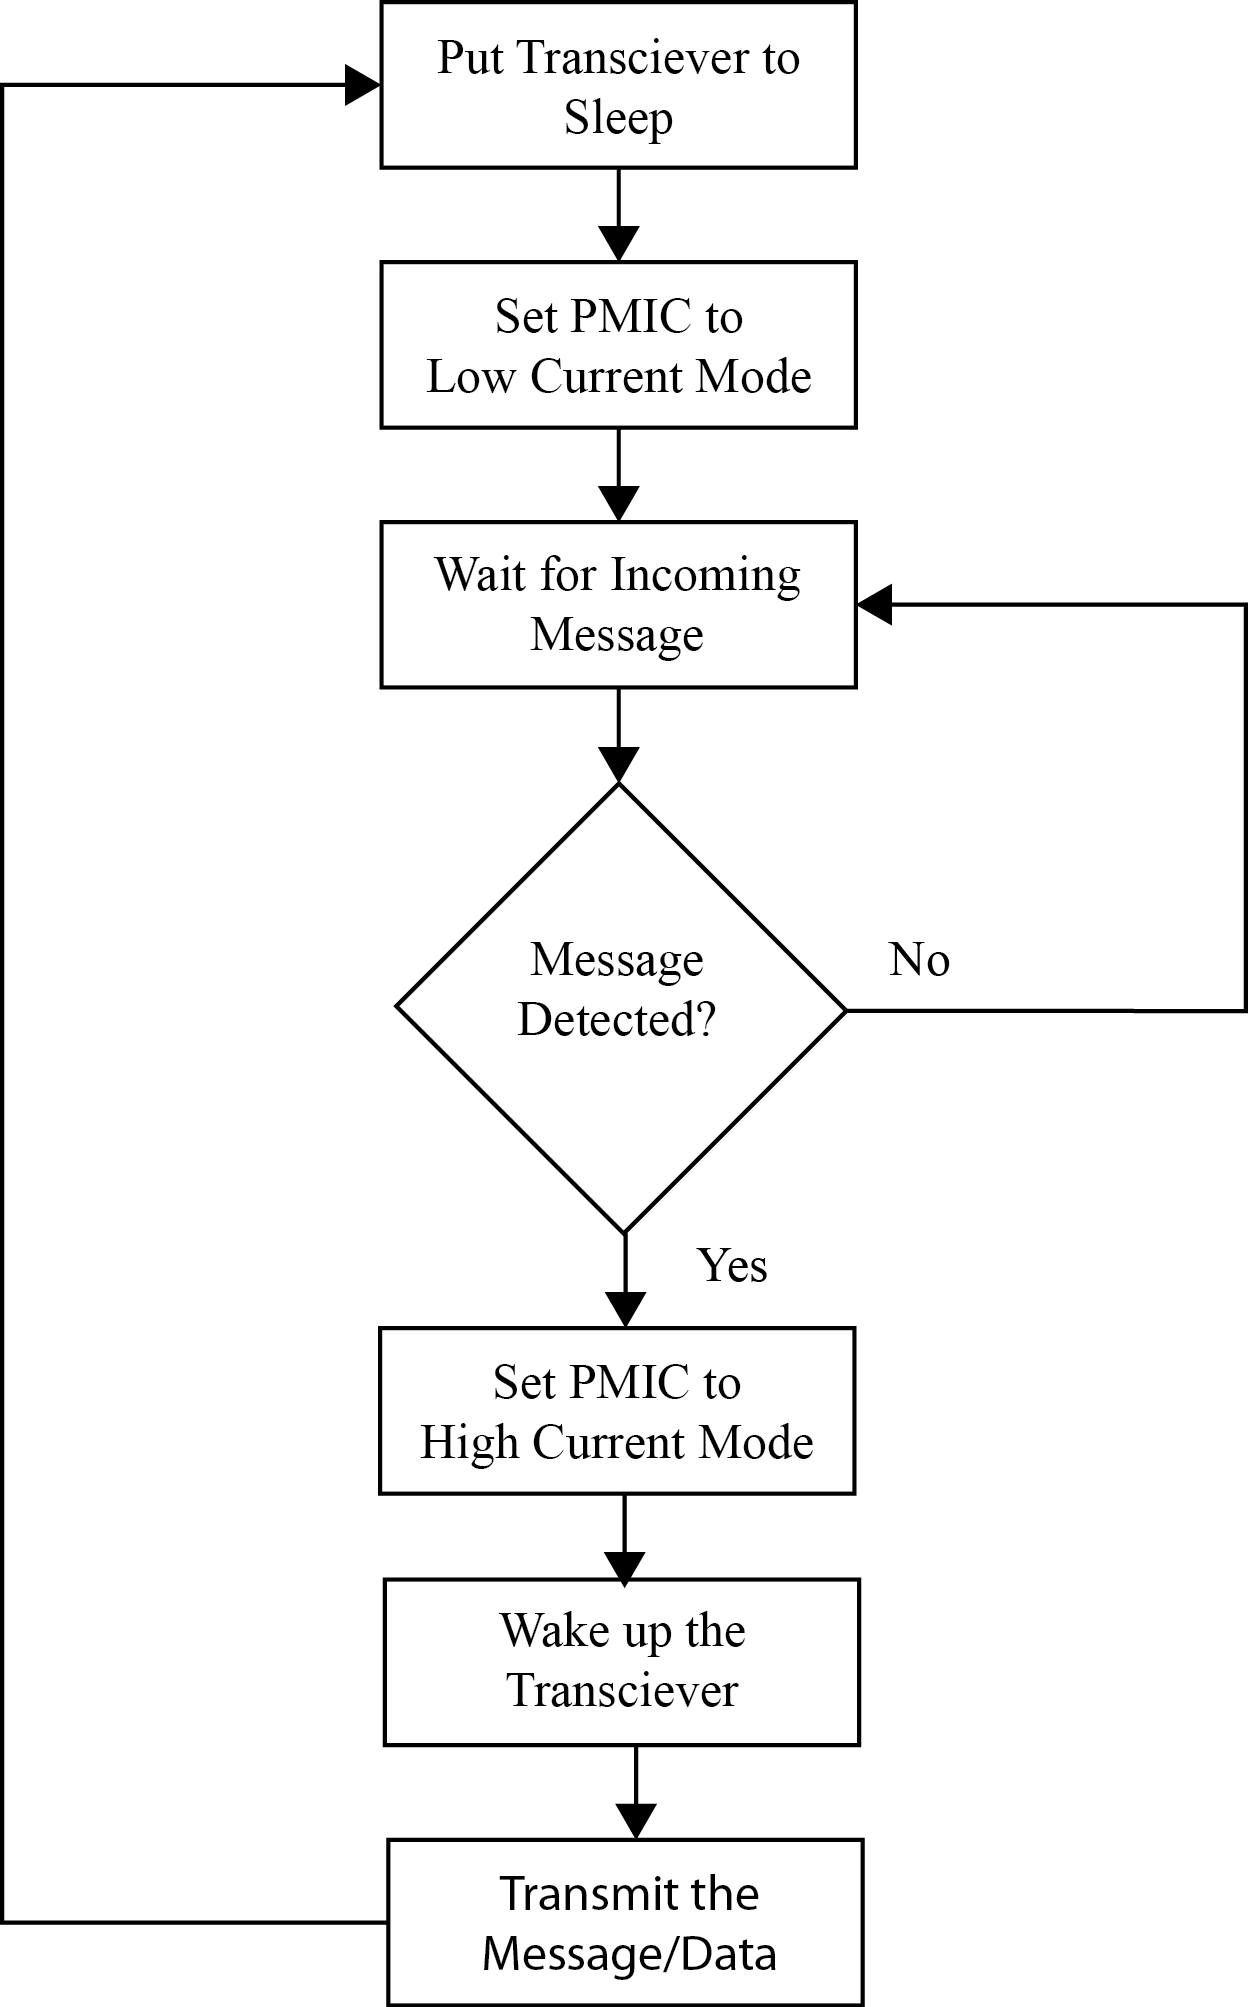 Put Transciever to
Sleep
Set PMIC to
Low Current Mode
Wait for Incoming
Message
Message
Detected?
No
Yes
Set PMIC to
High Current Mode
Wake up the
Transciever
Transmit the
Message/Data